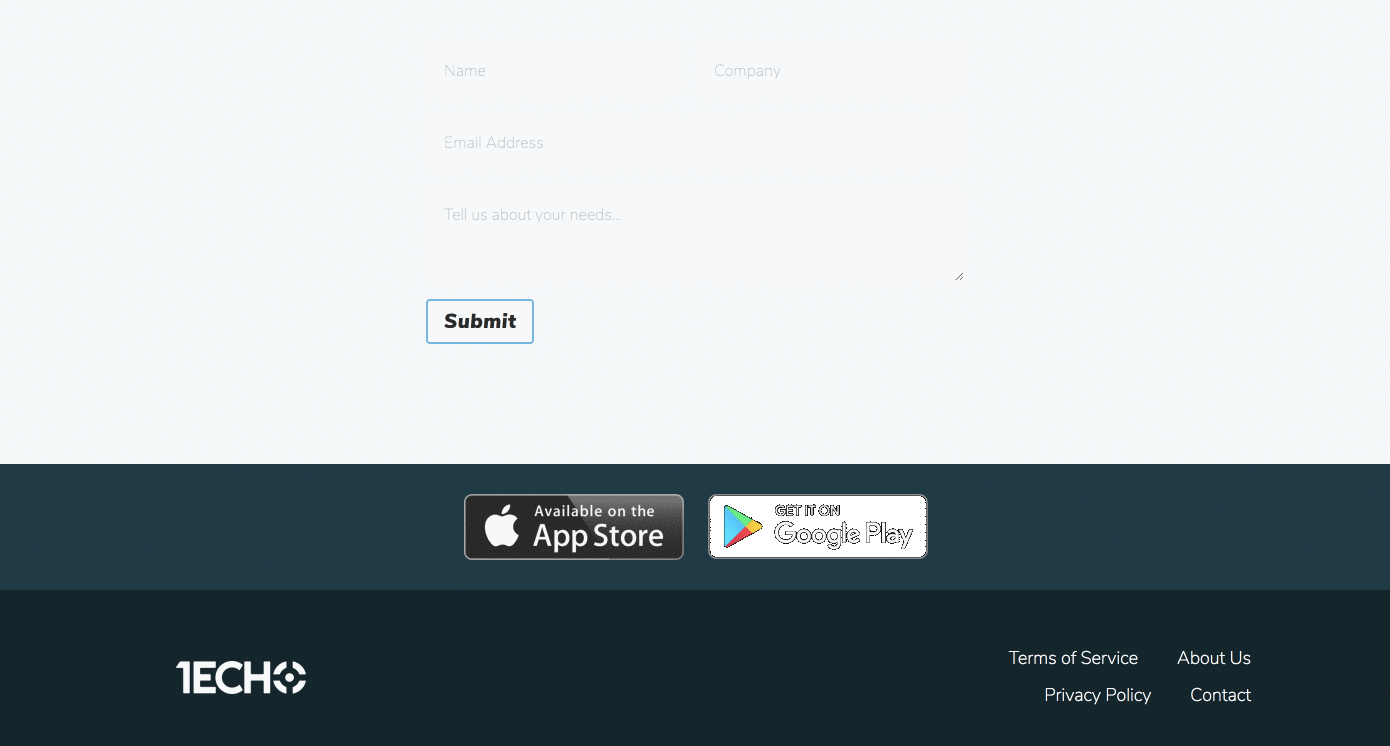 Name Company
Email Address
Tell us about your needs...
Submit
Available on the
App Store
GET IT ON
Google Play
1ECHO
Terms of Service About Us
Privacy Policy Contact